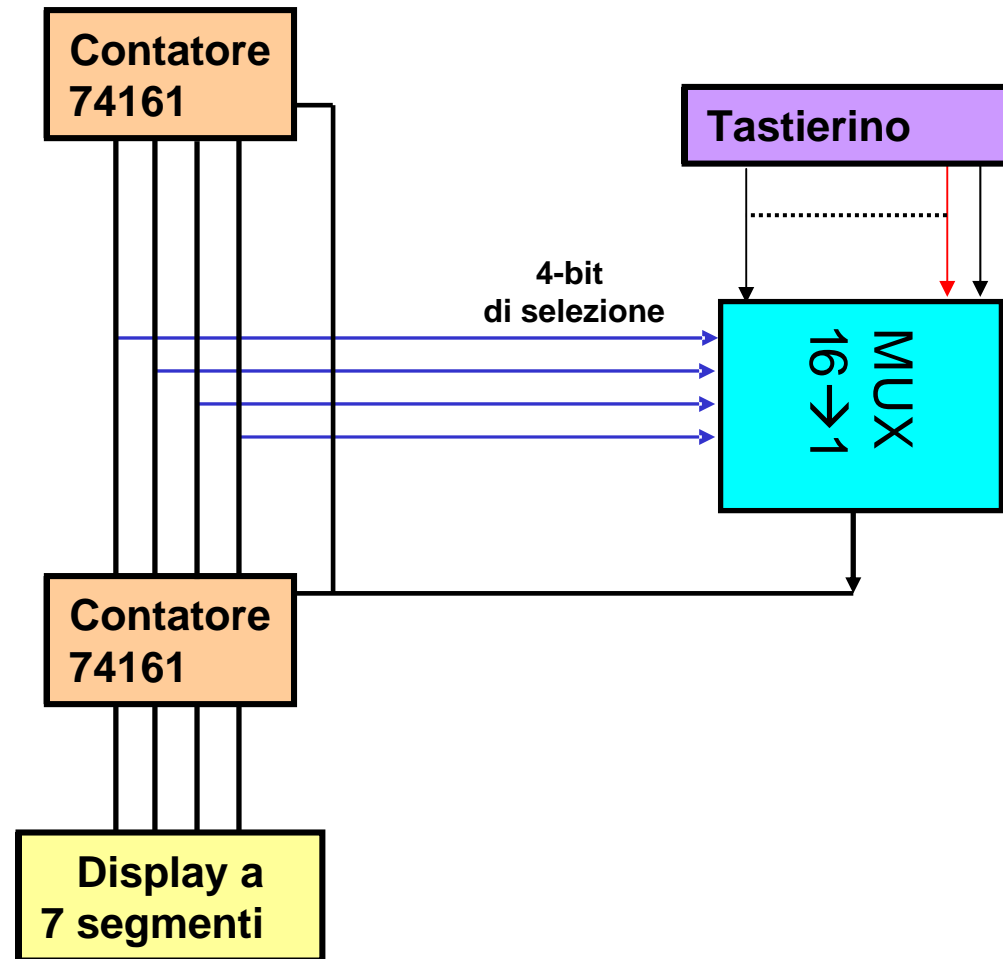 Contatore
74161
Tastierino
4-bit
di selezione
MUX
16→1
Contatore
74161
Display a
7 segmenti